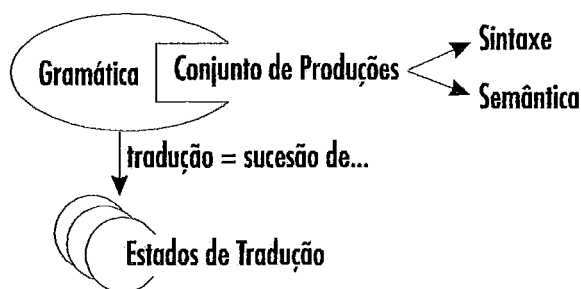 Gramática
Conjunto de Produções
Sintaxe
Semântica
tradução = sucesão de...
Estados de Tradução